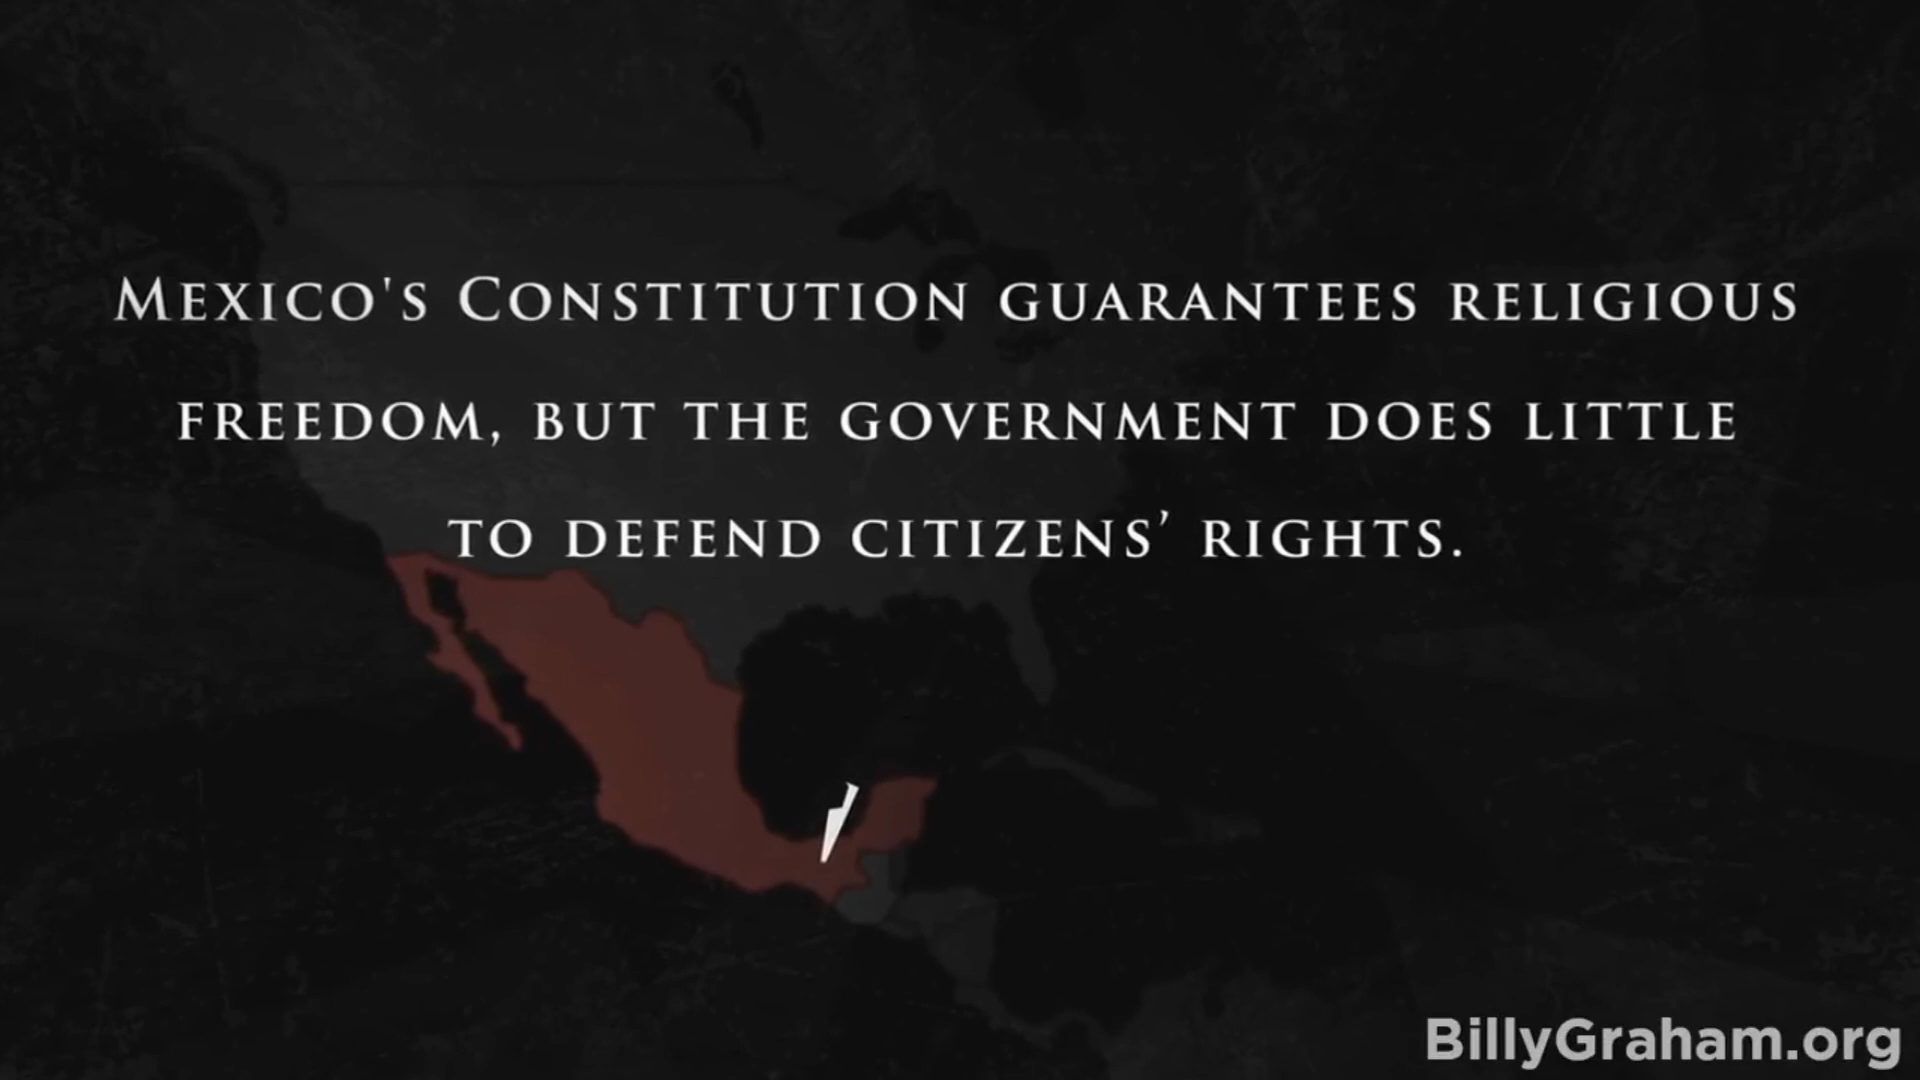 Mexico's Constitution guarantees religious
freedom, but the government does little
to defend citizens’ rights.
BillyGraham.org